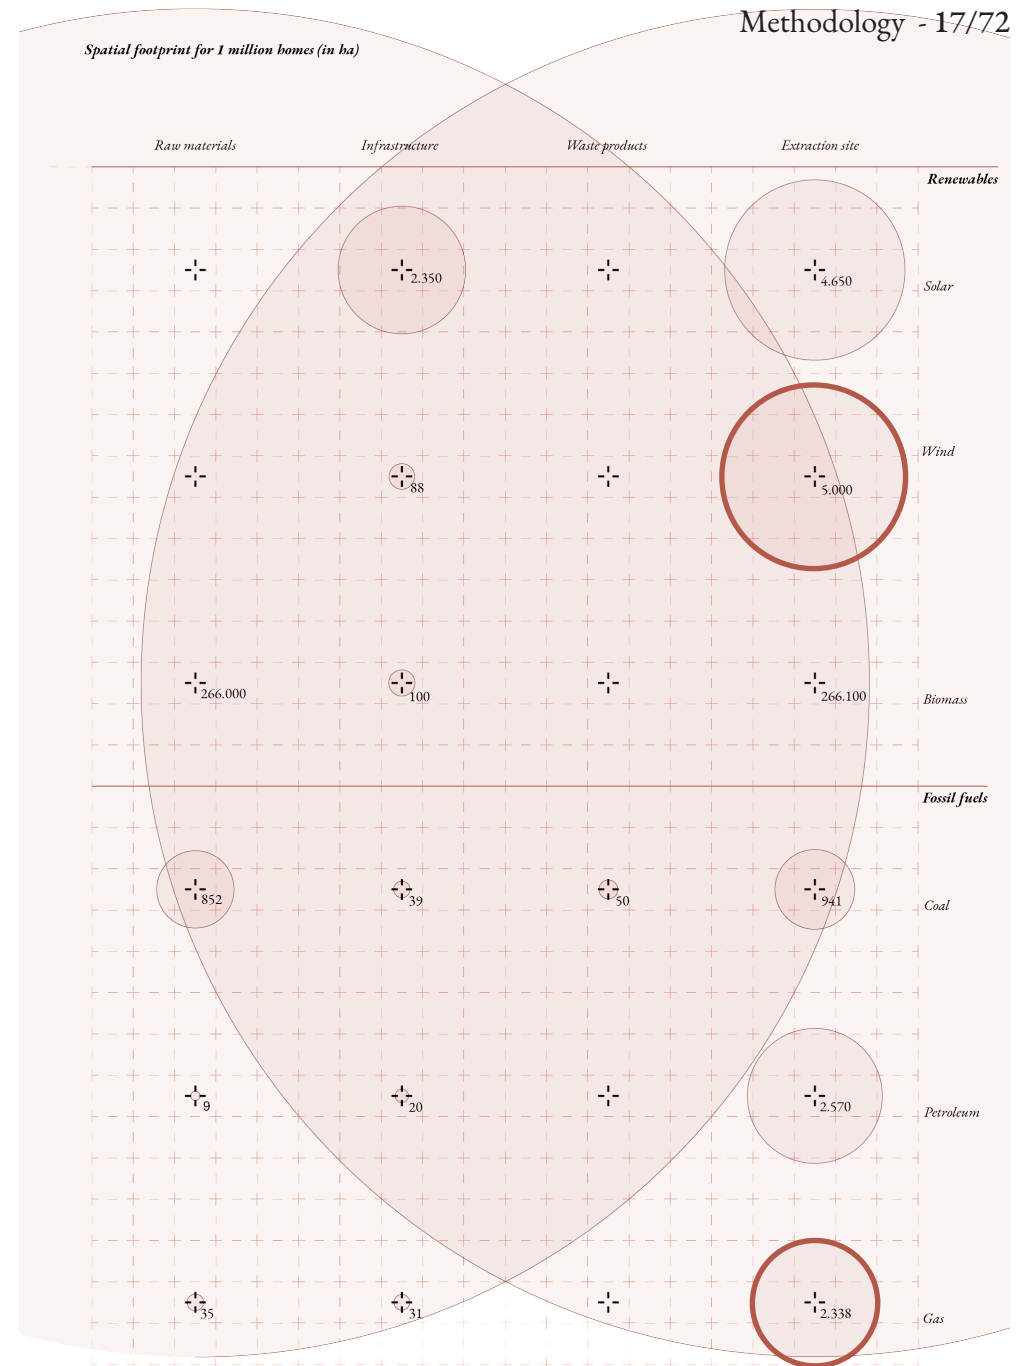 Methodology - 17/72
Spatial footprint for 1 million homes (in ha)
Raw materials Infrastructure Waste products Extraction site
Renewables
2.350 4.650 Solar
Wind
88 5.000
266.000 100 266.100 Biomass
Fossil fuels
852 39 50 941 Coal
9 20 2.570 Petroleum
35 31 2.338 Gas